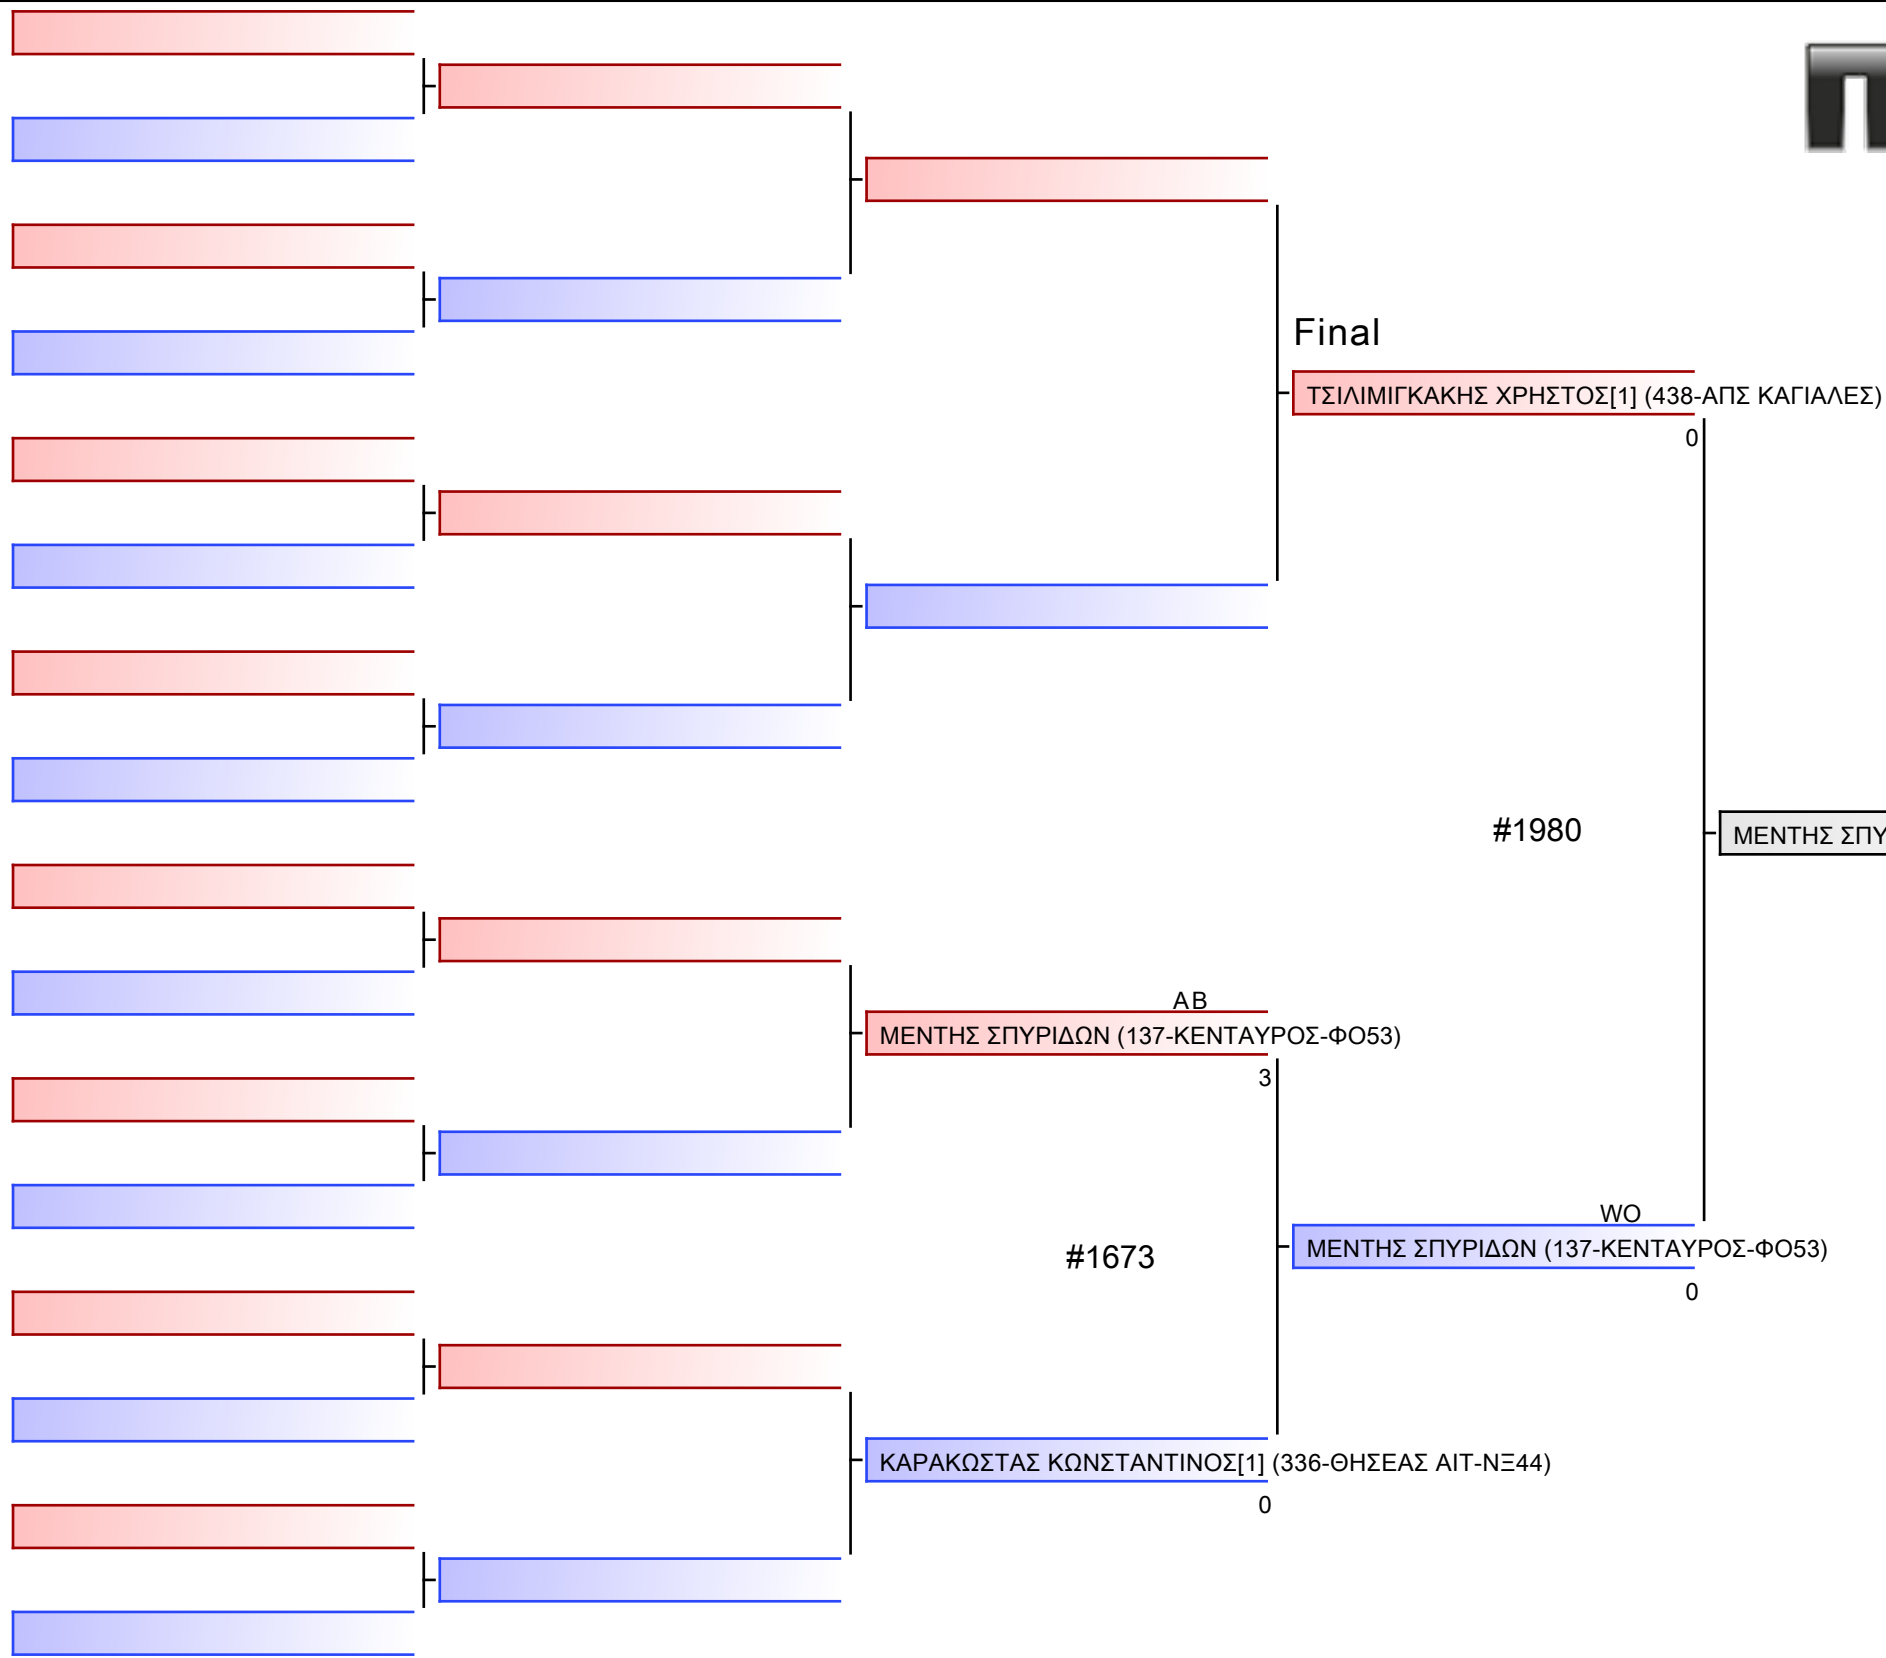 Final
ΤΣΙΛΙΜΙΓΚΑΚΗΣ ΧΡΗΣΤΟΣ[1] (438-ΑΠΣ ΚΑΓΙΑΛΕΣ)
0
#1980
ΜΕΝΤΗΣ ΣΠΥ
AB
ΜΕΝΤΗΣ ΣΠΥΡΙΔΩΝ (137-ΚΕΝΤΑΥΡΟΣ-ΦΟ53)
3
WO
#1673
ΜΕΝΤΗΣ ΣΠΥΡΙΔΩΝ (137-ΚΕΝΤΑΥΡΟΣ-ΦΟ53)
0
ΚΑΡΑΚΩΣΤΑΣ ΚΩΝΣΤΑΝΤΙΝΟΣ[1] (336-ΘΗΣΕΑΣ ΑΙΤ-ΝΞ44)
0